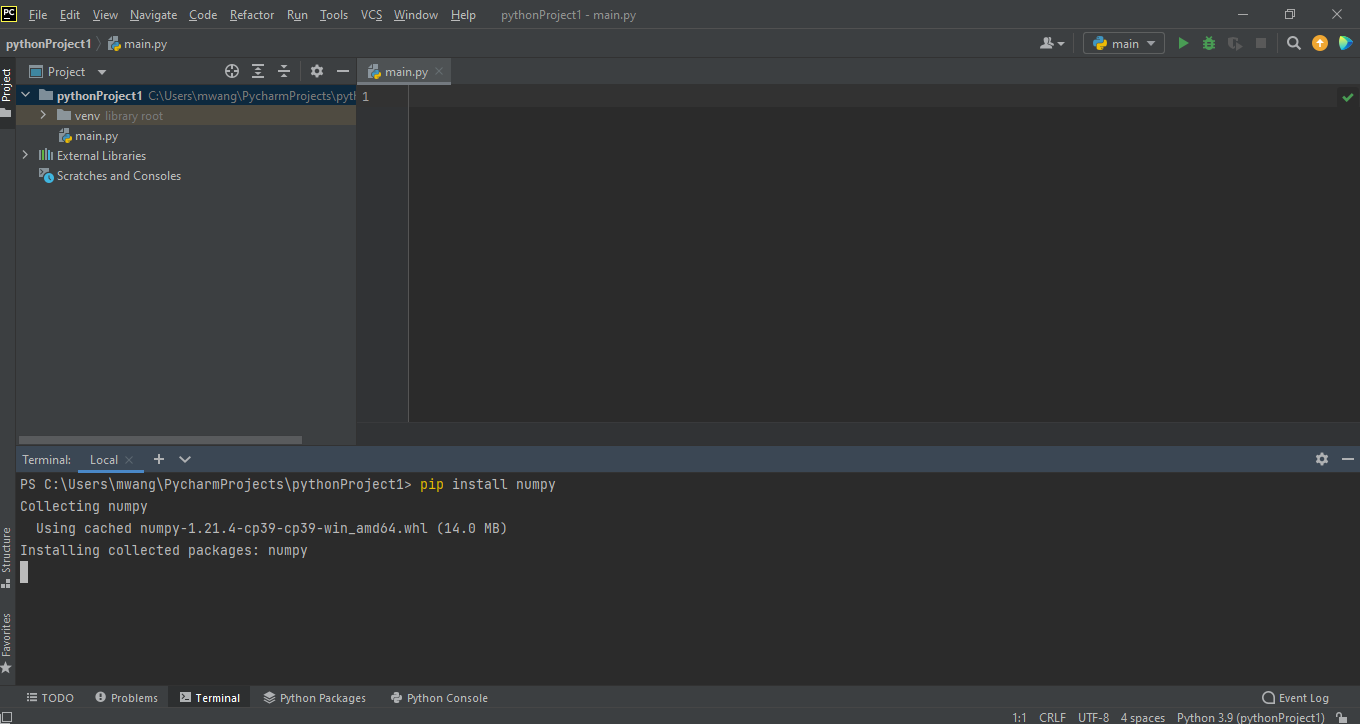 PC File Edit View Navigate Code Refactor Run Tools VCS Window Help pythonProject1 - main.py
pythonProject1 main.py main
Project main.py
Project
pythonProject1 C:\Users\mwang\PycharmProjects\pyth 1
venv library root
main.py
External Libraries
Scratches and Consoles
Terminal: Local
PS C:\Users\mwang\PycharmProjects\pythonProject1> pip install numpy
Collecting numpy
Using cached numpy-1.21.4-cp39-cp39-win_amd64.whl (14.0 MB)
Installing collected packages: numpy
Structure
Favorites
TODO Problems Terminal Python Packages Python Console Event Log
1:1 CRLF UTF-8 4 spaces Python 3.9 (pythonProject1)